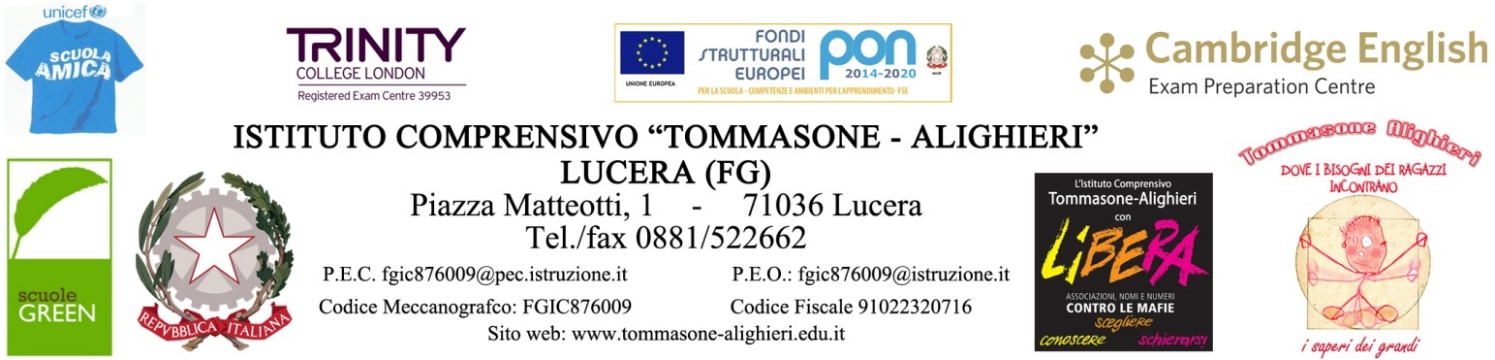 unicef
SCUOLA
AMICA
TRINITY
COLLEGE LONDON
Registered Exam Centre 39953
UNIONE EUROPEA
FONDI
STRUTTURALI
EUROPEI
pon
2014-2020
MIUR
PER LA SCUOLA - COMPETENZE E AMBIENTI PER L'APPRENDIMENTO-FSE
Cambridge English
Exam Preparation Centre
ISTITUTO COMPRENSIVO “TOMMASONE - ALIGHIERI”
LUCERA (FG)
Piazza Matteotti, 1 - 71036 Lucera
Tel./fax 0881/522662
P.E.C. fgic876009@pec.istruzione.it P.E.O.: fgic876009@istruzione.it
Codice Meccanografco: FGIC876009 Codice Fiscale 91022320716
Sito web: www.tommasone-alighieri.edu.it
scuole
GREEN
REPVBBLICA ITALIANA
L'Istituto Comprensivo
Tommasone-Alighieri
con
LiBERA
ASSOCIAZIONI, NOMI E NUMERI
CONTRO LE MAFIE
scegliere
conoscere schierarsi
Tommasone Alighieri
DOVE I BISOGNI DEI RAGAZZI
INCONTRANO
i saperi dei grandi